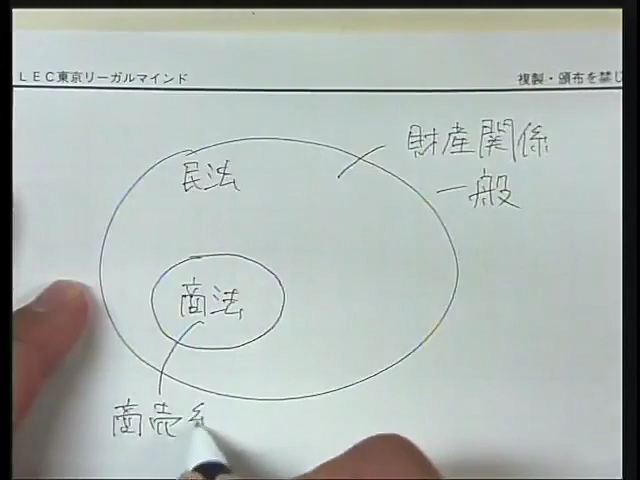 LEC東京リーガルマインド
複製・頒布を禁じ
財産関係
一般
民法
商法
商売